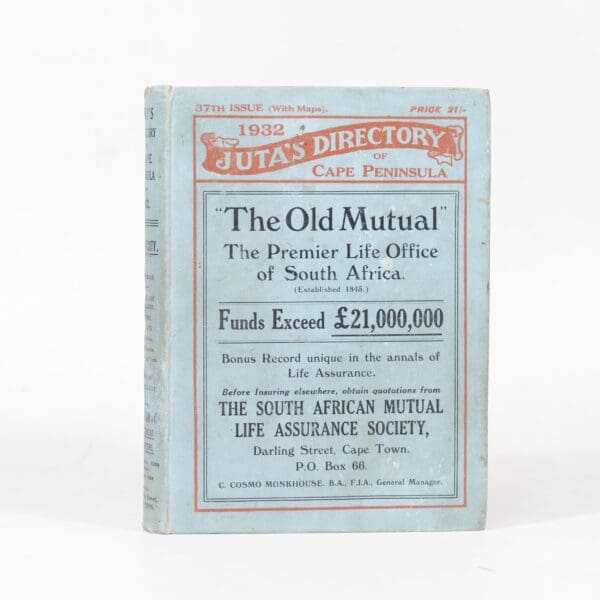 37TH ISSUE (With Maps). PRICE 21/-
1932
JUTA'S DIRECTORY
OF
CAPE PENINSULA
"The Old Mutual"
The Premier Life Office
of South Africa.
(Established 1845.)
Funds Exceed £21,000,000
Bonus Record unique in the annals of
Life Assurance.
Before Insuring elsewhere, obtain quotations from
THE SOUTH AFRICAN MUTUAL
LIFE ASSURANCE SOCIETY,
Darling Street, Cape Town.
P.O. Box 66.
C. COSMO MONKHOUSE, B.A., F.I.A., General Manager.